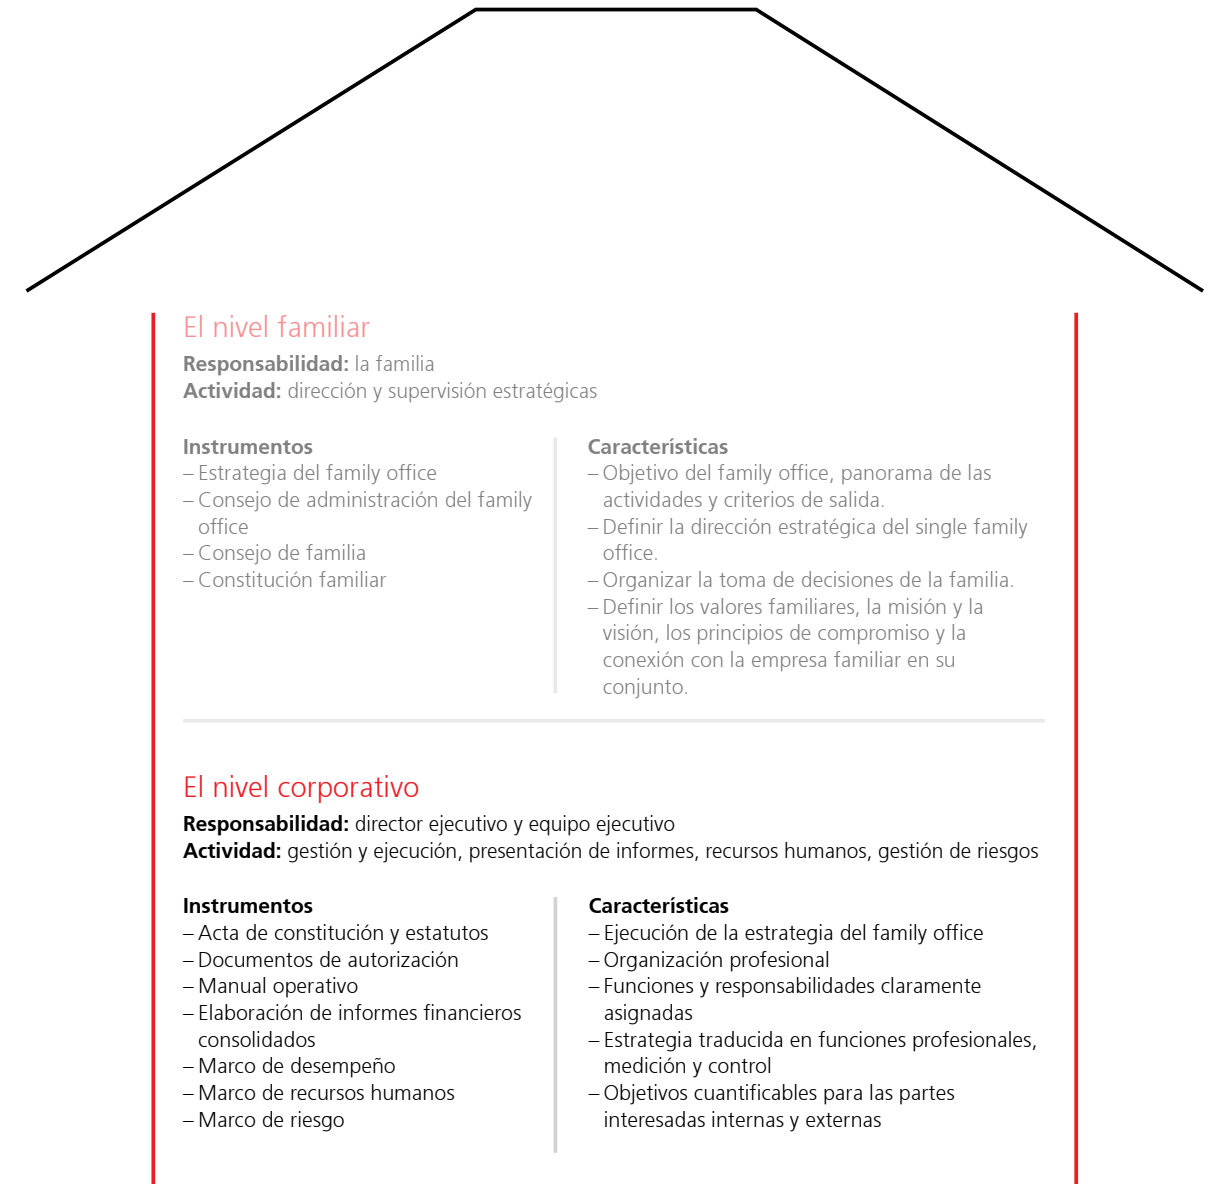 El nivel familiar
Responsabilidad: la familia
Actividad: dirección y supervisión estratégicas
Instrumentos
– Estrategia del family office
– Consejo de administración del family
office
– Consejo de familia
– Constitución familiar
Características
– Objetivo del family office, panorama de las
actividades y criterios de salida.
– Definir la dirección estratégica del single family
office.
– Organizar la toma de decisiones de la familia.
– Definir los valores familiares, la misión y la
visión, los principios de compromiso y la
conexión con la empresa familiar en su
conjunto.
El nivel corporativo
Responsabilidad: director ejecutivo y equipo ejecutivo
Actividad: gestión y ejecución, presentación de informes, recursos humanos, gestión de riesgos
Instrumentos
– Acta de constitución y estatutos
– Documentos de autorización
– Manual operativo
– Elaboración de informes financieros
consolidados
– Marco de desempeño
– Marco de recursos humanos
– Marco de riesgo
Características
– Ejecución de la estrategia del family office
– Organización profesional
– Funciones y responsabilidades claramente
asignadas
– Estrategia traducida en funciones profesionales,
medición y control
– Objetivos cuantificables para las partes
interesadas internas y externas